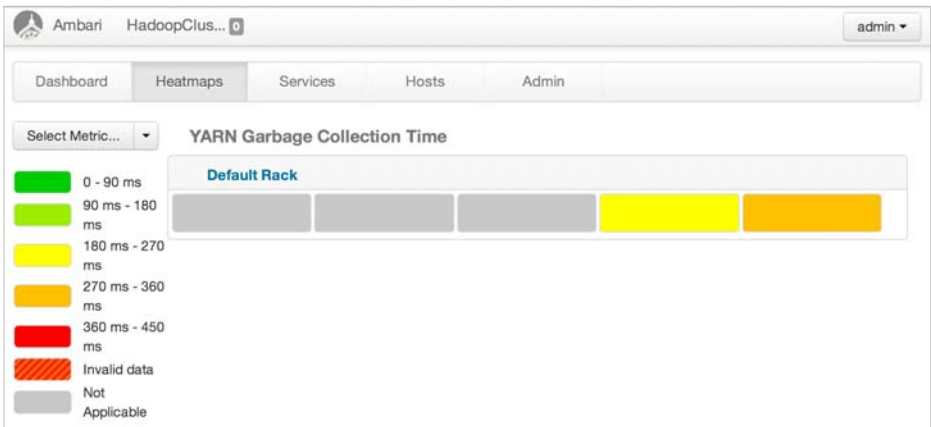 Ambari HadoopClus... 0 admin
Dashboard Heatmaps Services Hosts Admin
Select Metric... YARN Garbage Collection Time
Default Rack
0 - 90 ms
90 ms - 180
ms
180 ms - 270
ms
270 ms - 360
ms
360 ms - 450
ms
Invalid data
Not
Applicable